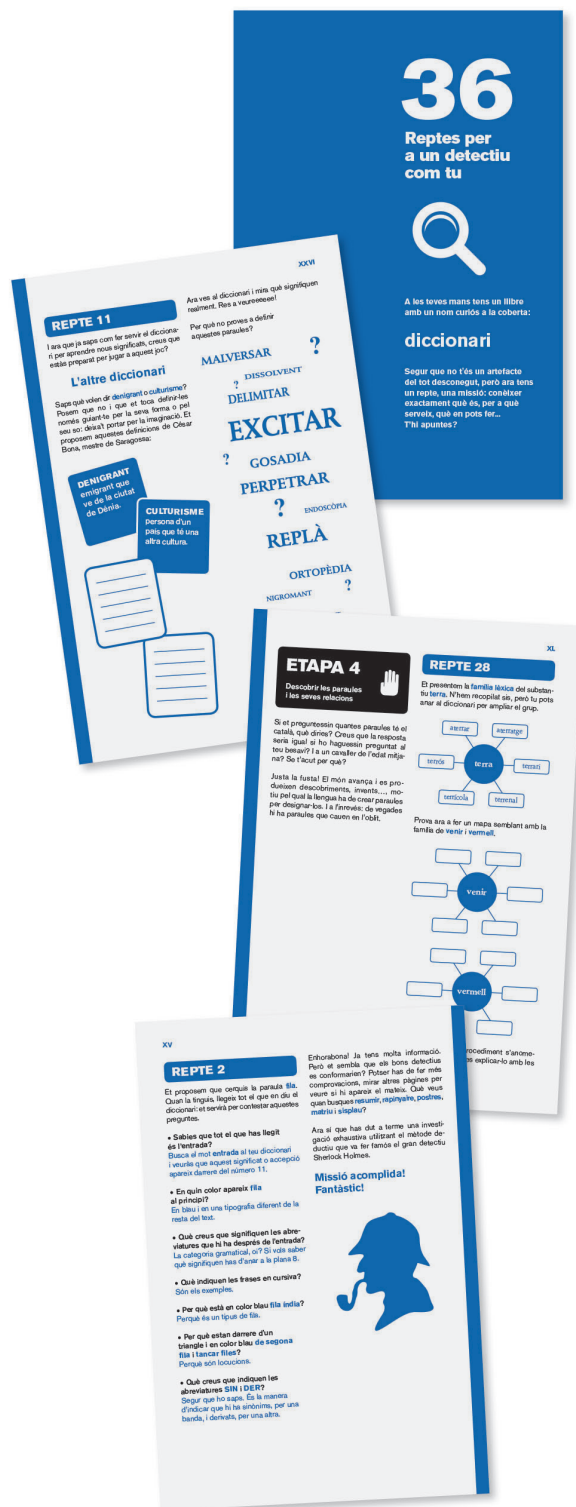 36
Reptes per
a un detectiu
com tu
A les teves mans tens un llibre
amb un nom curiós a la coberta:
diccionari
Segur que no t'és un artefacte
del tot desconegut, però ara tens
un repte, una missió: conèixer
exactament què és, per a què
serveix, què en pots fer...
T'hi apuntes?
XXVI
REPTE 11
I ara que ja saps com fer servir el dicciona-
ri per aprendre nous significats, creus que
estàs preparat per jugar a aquest joc?
L'altre diccionari
Saps què volen dir denigrant o culturisme?
Posem que no i que et toca definir-les
només guiant-te per la seva forma o pel
seu so: deixa't portar per la imaginació. Et
proposem aquestes definicions de César
Bona, mestre de Saragossa:
DENIGRANT
emigrant que
ve de la ciutat
de Dénia.
CULTURISME
persona d'un
país que té una
altra cultura.
Ara ves al diccionari i mira què signifiquen
realment. Res a veureeeeee!
Per què no proves a definir
aquestes paraules?
MALVERSAR ?
? DISSOLVENT
DELIMITAR
EXCITAR
? GOSADIA
PERPETRAR
? ENDOSCÒPIA
REPLÀ
ORTOPÈDIA
NIGROMANT ?
XL
ETAPA 4
Descobrir les paraules
i les seves relacions
Si et preguntessin quantes paraules té el
català, què diries? Creus que la resposta
seria igual si ho haguessin preguntat al
teu besavi? I a un cavaller de l'edat mitja-
na? Se t'acut per què?
Justa la fusta! El món avança i es pro-
dueixen descobriments, invents..., mo-
tiu pel qual la llengua ha de crear paraules
per designar-los. I a l'inrevés: de vegades
hi ha paraules que cauen en l'oblit.
REPTE 28
Et presentem la família lèxica del substan-
tiu terra. N'hem recopilat sis, però tu pots
anar al diccionari per ampliar el grup.
aterrar
aterratge
terròs
terra
terrari
terrícola
terrenal
Prova ara a fer un mapa semblant amb la
família de venir i vermell.
venir
vermell
rocediment s'anome-
es explicar-lo amb les
XV
REPTE 2
Et proposem que cerquis la paraula fila.
Quan la tinguis, llegeix tot el que en diu el
diccionari: et servirà per contestar aquestes
preguntes.
• Sabies que tot el que has llegit
és l'entrada?
Busca el mot entrada al teu diccionari
i veuràs que aquest significat o accepció
apareix darrere del número 11.
• En quin color apareix fila
al principi?
En blau i en una tipografia diferent de la
resta del text.
• Què creus que signifiquen les abre-
viatures que hi ha després de l'entrada?
La categoria gramatical, oi? Si vols saber
què signifiquen has d'anar a la plana 8.
• Què indiquen les frases en cursiva?
Són els exemples.
• Per què està en color blau fila índia?
Perquè és un tipus de fila.
• Per què estan darrere d'un
triangle i en color blau de segona
fila i tancar files?
Perquè són locucions.
• Què creus que indiquen les
abreviatures SIN i DER?
Segur que ho saps. És la manera
d'indicar que hi ha sinònims, per una
banda, i derivats, per una altra.
Enhorabona! Ja tens molta informació.
Però et sembla que els bons detectius
es conformarien? Potser has de fer més
comprovacions, mirar altres pàgines per
veure si hi apareix el mateix. Què veus
quan busques resumir, rapinyaire, postres,
matriu i sisplau?
Ara sí que has dut a terme una investi-
gació exhaustiva utilitzant el mètode de-
ductiu que va fer famós el gran detectiu
Sherlock Holmes.
Missió acomplida!
Fantàstic!